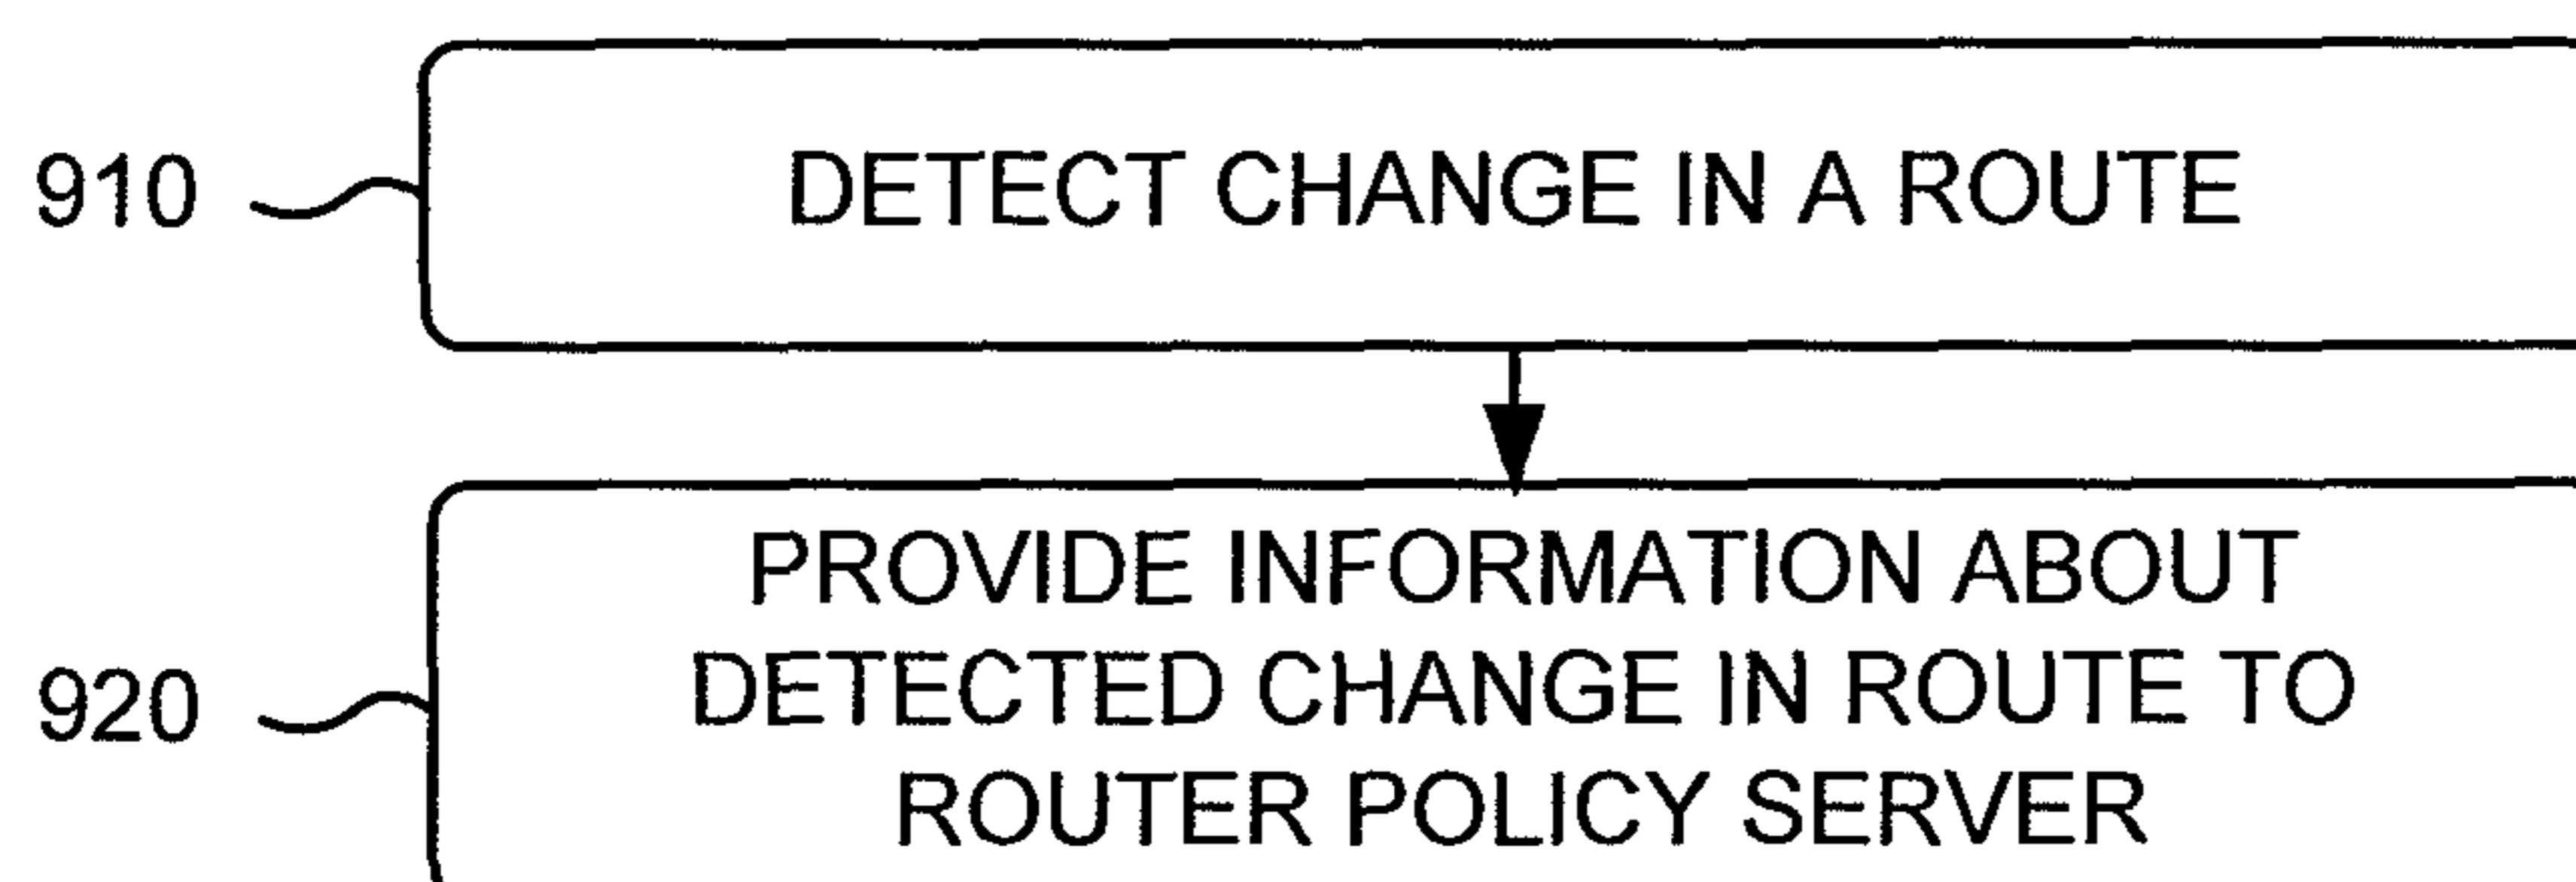 910
DETECT CHANGE IN A ROUTE
PROVIDE INFORMATION ABOUT
920
DETECTED CHANGE IN ROUTE TO
ROUTER POLICY SERVER